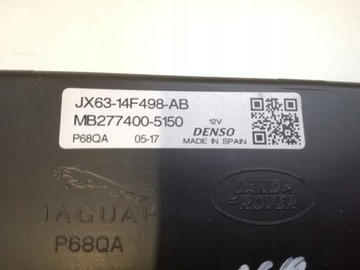 JX63-14F498-AB
MB277400-5150
12V
DENSO
P68QA 05-17 MADE IN SPAIN
JAGUAR
LAND ROVER
P68QA